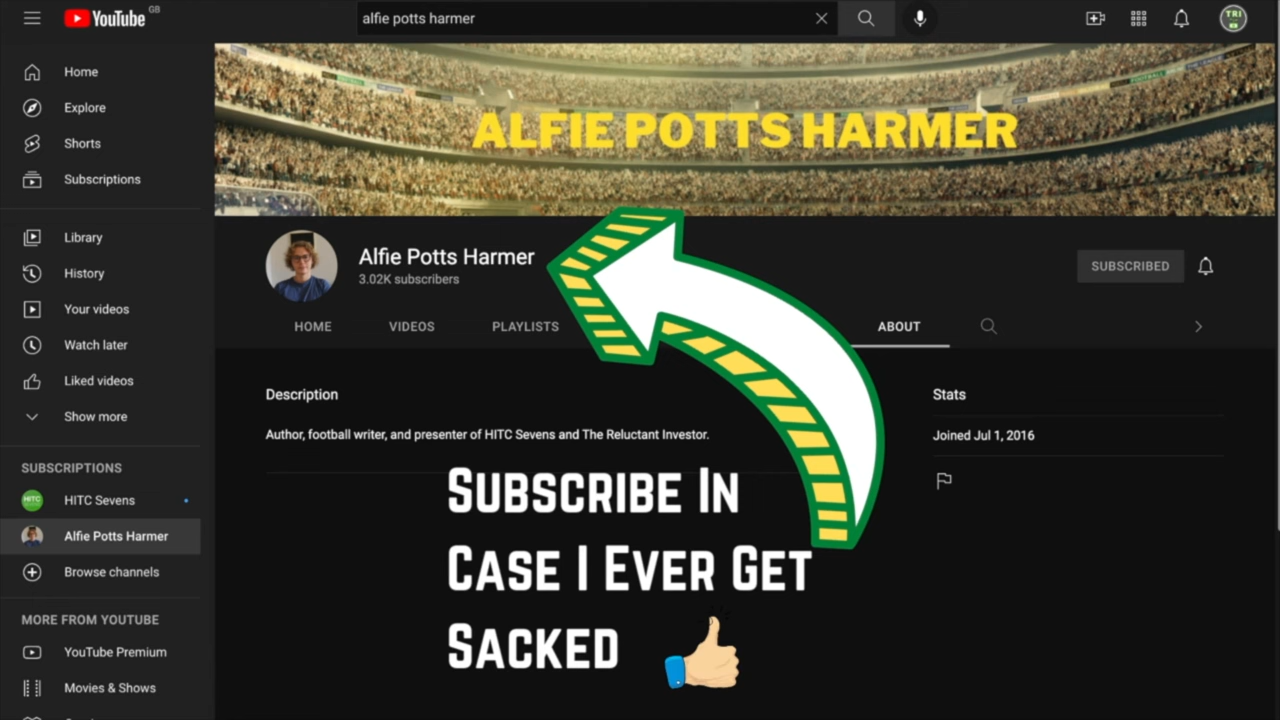 YouTube GB
alfie potts harmer
TRI
Home
Explore
Shorts
Subscriptions
Library
History
Your videos
Watch later
Liked videos
Show more
SUBSCRIPTIONS
HITC HITC Sevens
Alfie Potts Harmer
Browse channels
MORE FROM YOUTUBE
YouTube Premium
Movies & Shows
FOOTBALL
ALFIE POTTS HARMER
Alfie Potts Harmer
3.02K subscribers
SUBSCRIBED
HOME VIDEOS PLAYLISTS ABOUT
Description
Author, football writer, and presenter of HITC Sevens and The Reluctant Investor.
Stats
Joined Jul 1, 2016
SUBSCRIBE IN
CASE I EVER GET
SACKED